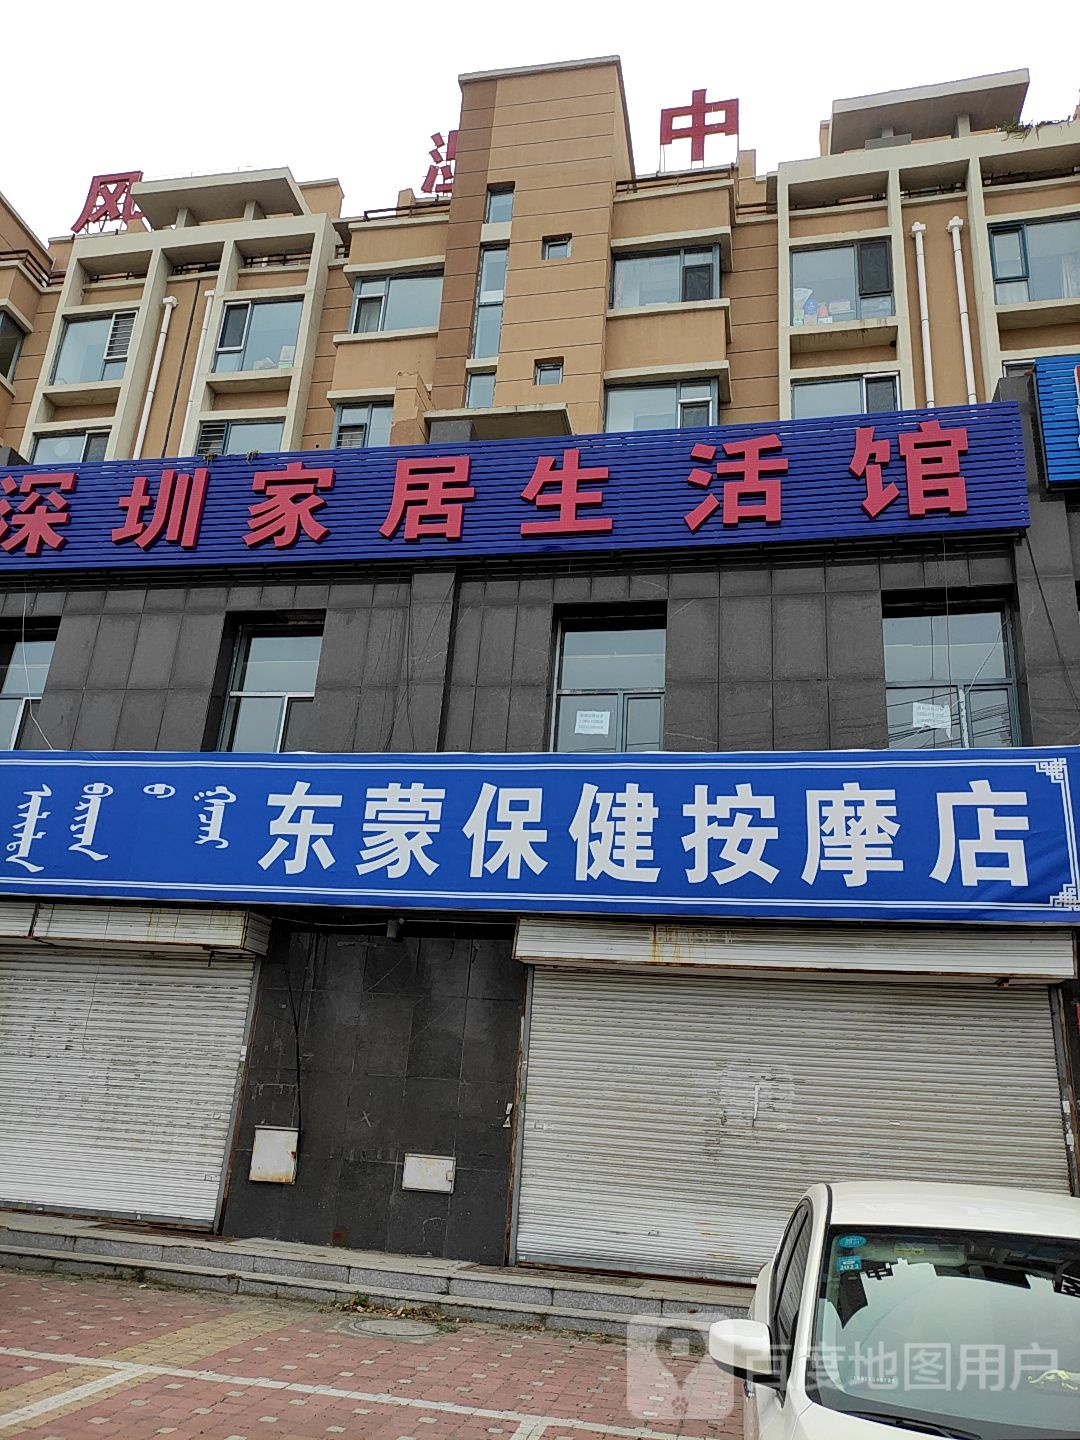 风 温 中
深圳家居生活馆
东蒙保健按摩店
百度地图用户